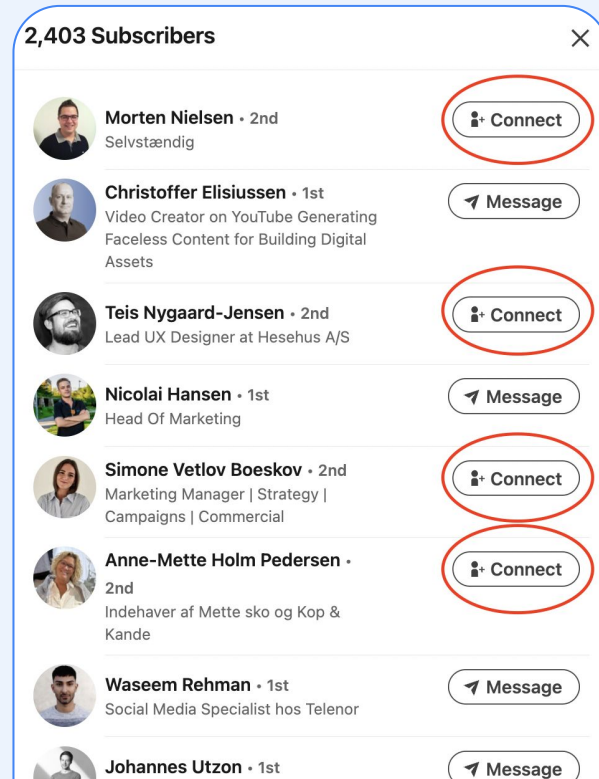 2,403 Subscribers
Morten Nielsen • 2nd
Selvstændig
Connect
Christoffer Elisiussen • 1st
Video Creator on YouTube Generating
Faceless Content for Building Digital
Assets
Message
Teis Nygaard-Jensen • 2nd
Lead UX Designer at Hesehus A/S
Connect
Nicolai Hansen • 1st
Head Of Marketing
Message
Simone Vetlov Boeskov • 2nd
Marketing Manager | Strategy |
Campaigns | Commercial
Connect
Anne-Mette Holm Pedersen •
2nd
Indehaver af Mette sko og Kop &
Kande
Connect
Waseem Rehman • 1st
Social Media Specialist hos Telenor
Message
Johannes Utzon • 1st
Message